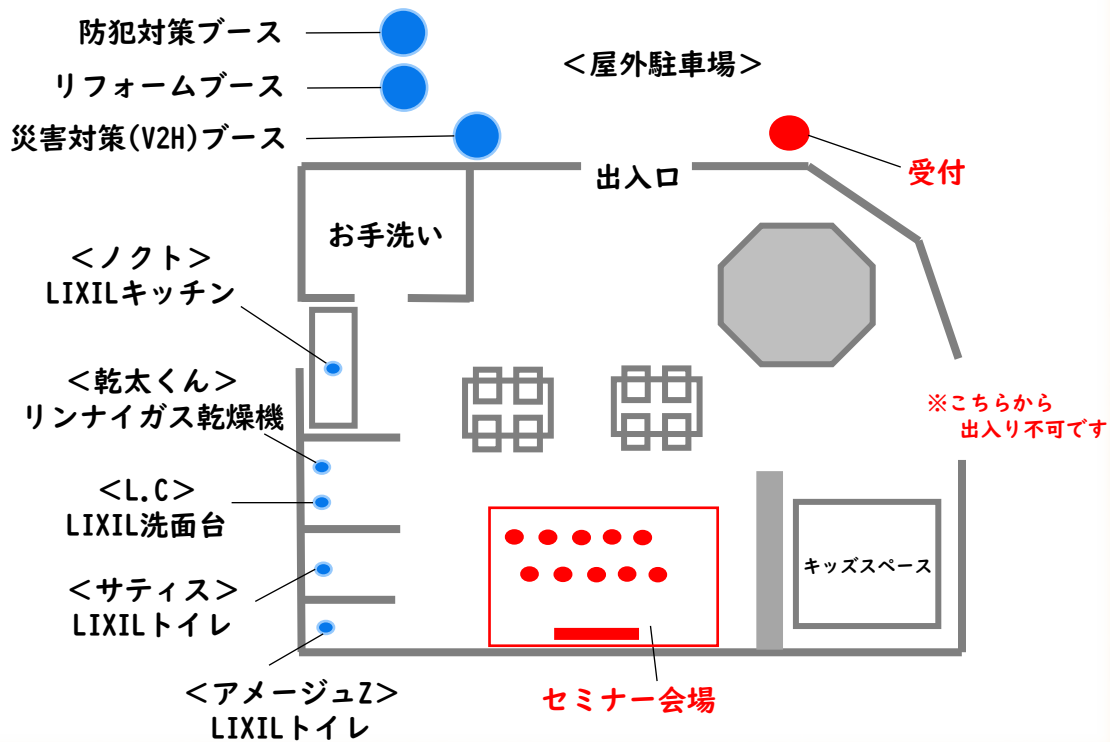 防犯対策ブース
リフォームブース
災害対策(V2H)ブース
＜屋外駐車場＞
受付
出入口
お手洗い
＜ノクト＞
LIXILキッチン
＜乾太くん＞
リンナイガス乾燥機
＜L.C＞
LIXIL洗面台
＜サティス＞
LIXILトイレ
＜アメージュZ＞
LIXILトイレ
※こちらから
出入り不可です
キッズスペース
セミナー会場